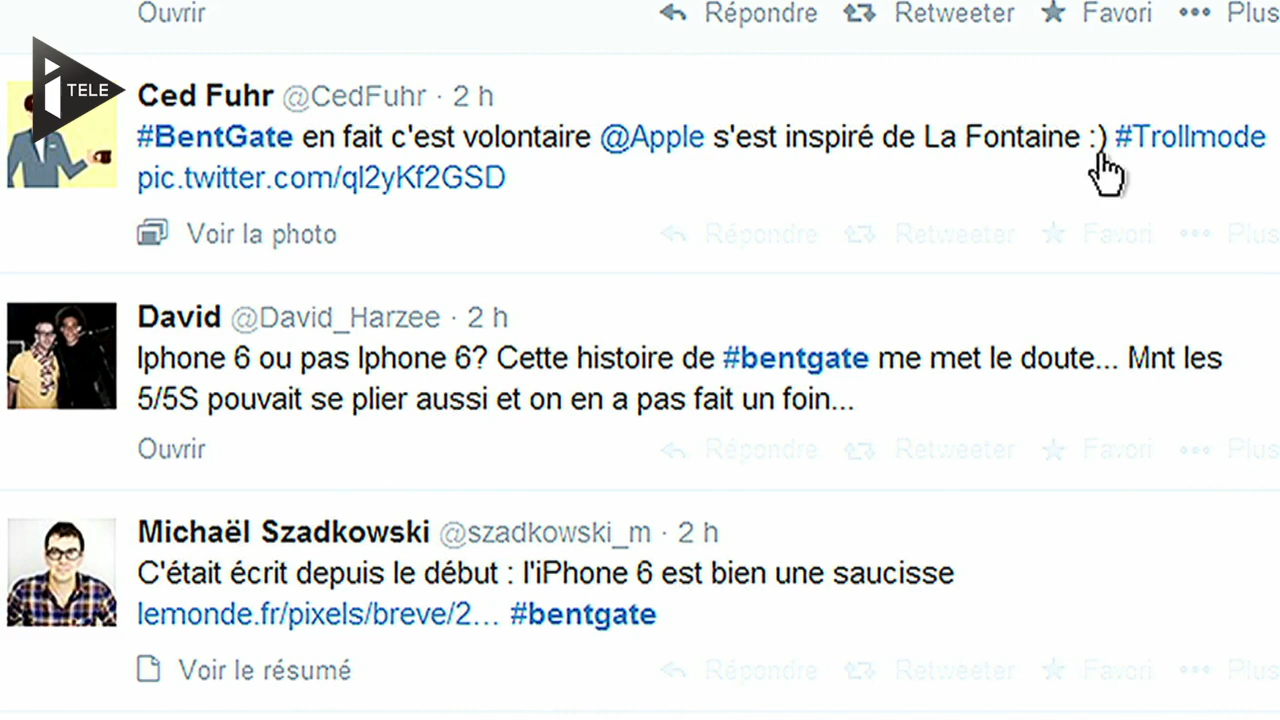 Ouvrir Répondre Retweeter Favori Plus
i TELE
Ced Fuhr @CedFuhr · 2 h
#BentGate en fait c'est volontaire @Apple s'est inspiré de La Fontaine :) #Trollmode
pic.twitter.com/ql2yKf2GSD
Voir la photo Répondre Retweeter Favori Plus
David @David_Harzee · 2 h
Iphone 6 ou pas Iphone 6? Cette histoire de #bentgate me met le doute... Mnt les
5/5S pouvait se plier aussi et on en a pas fait un foin...
Ouvrir Répondre Retweeter Favori Plus
Michaël Szadkowski @szadkowski_m · 2 h
C'était écrit depuis le début : l'iPhone 6 est bien une saucisse
lemonde.fr/pixels/breve/2... #bentgate
Voir le résumé Répondre Retweeter Favori Plus